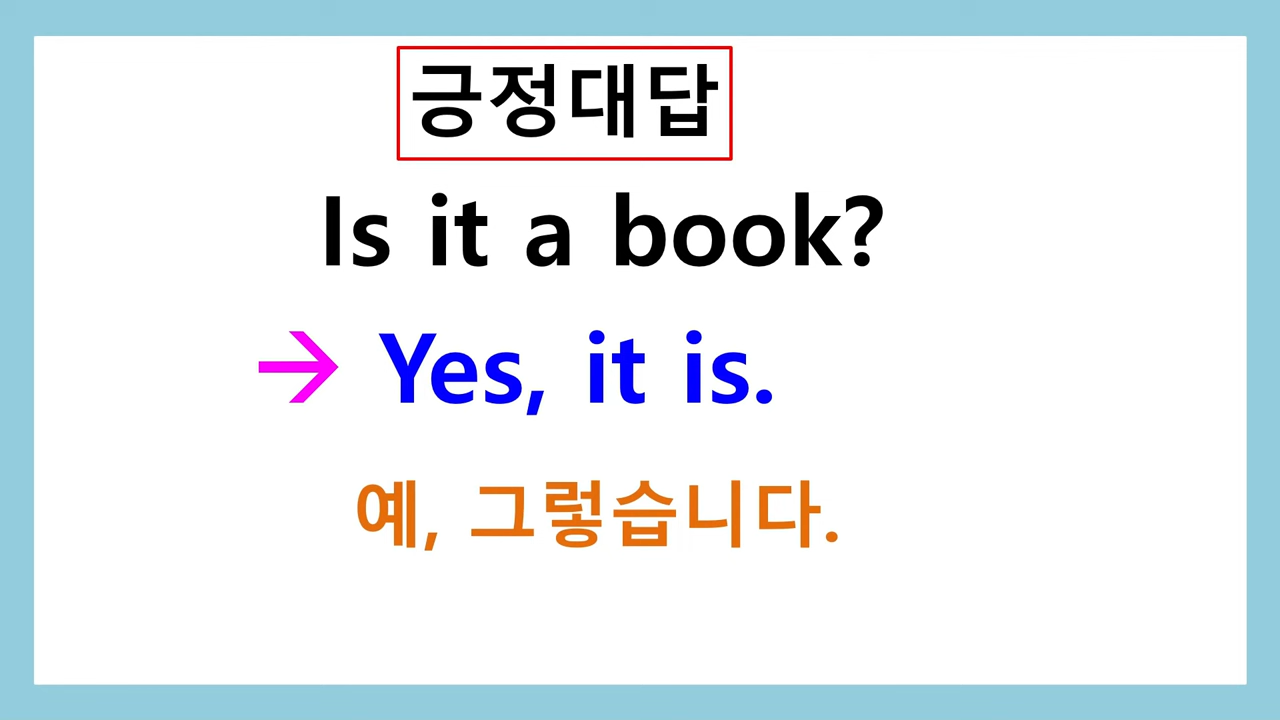 긍정대답
Is it a book?
→ Yes, it is.
예, 그렇습니다.